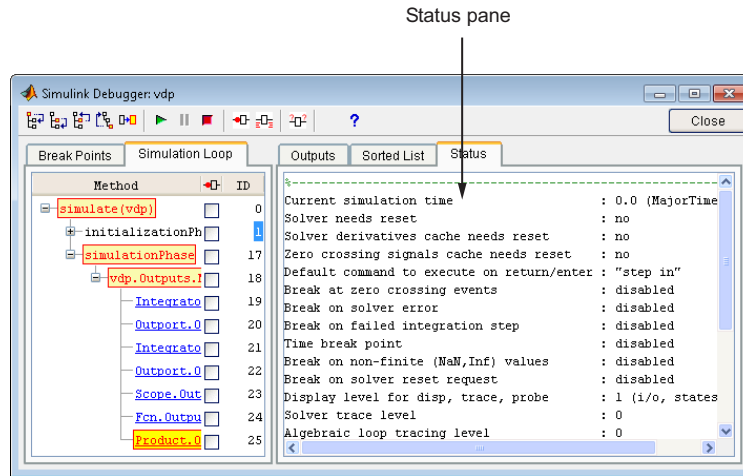 Status pane
Simulink Debugger: vdp
?
Close
Break Points Simulation Loop
Outputs Sorted List Status
Method ID
simulate(vdp) 0
initializationPh 1
simulationPhase 17
vdp.Outputs. 18
Integrato 19
Outport.O 20
Integrato 21
Outport.O 22
Scope.Out 23
Fcn.Outpu 24
Product.O 25
%----------------------------------------------------------------
Current simulation time : 0.0 (MajorTime
Solver needs reset : no
Solver derivatives cache needs reset : no
Zero crossing signals cache needs reset : no
Default command to execute on return/enter : "step in"
Break at zero crossing events : disabled
Break on solver error : disabled
Break on failed integration step : disabled
Time break point : disabled
Break on non-finite (NaN,Inf) values : disabled
Break on solver reset request : disabled
Display level for disp, trace, probe : 1 (i/o, states
Solver trace level : 0
Algebraic loop tracing level : 0